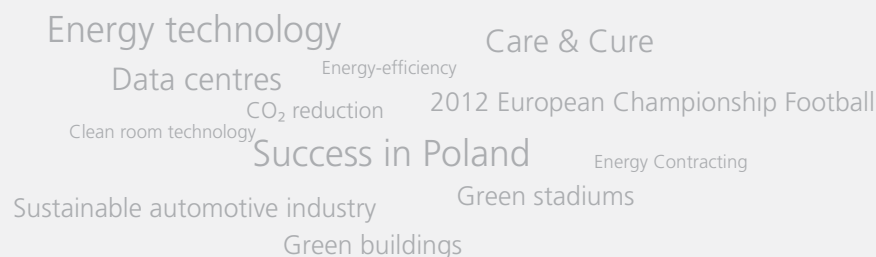 Energy technology
Care & Cure
Energy-efficiency
Data centres
2012 European Championship Football
CO₂ reduction
Clean room technology
Success in Poland
Energy Contracting
Green stadiums
Sustainable automotive industry
Green buildings